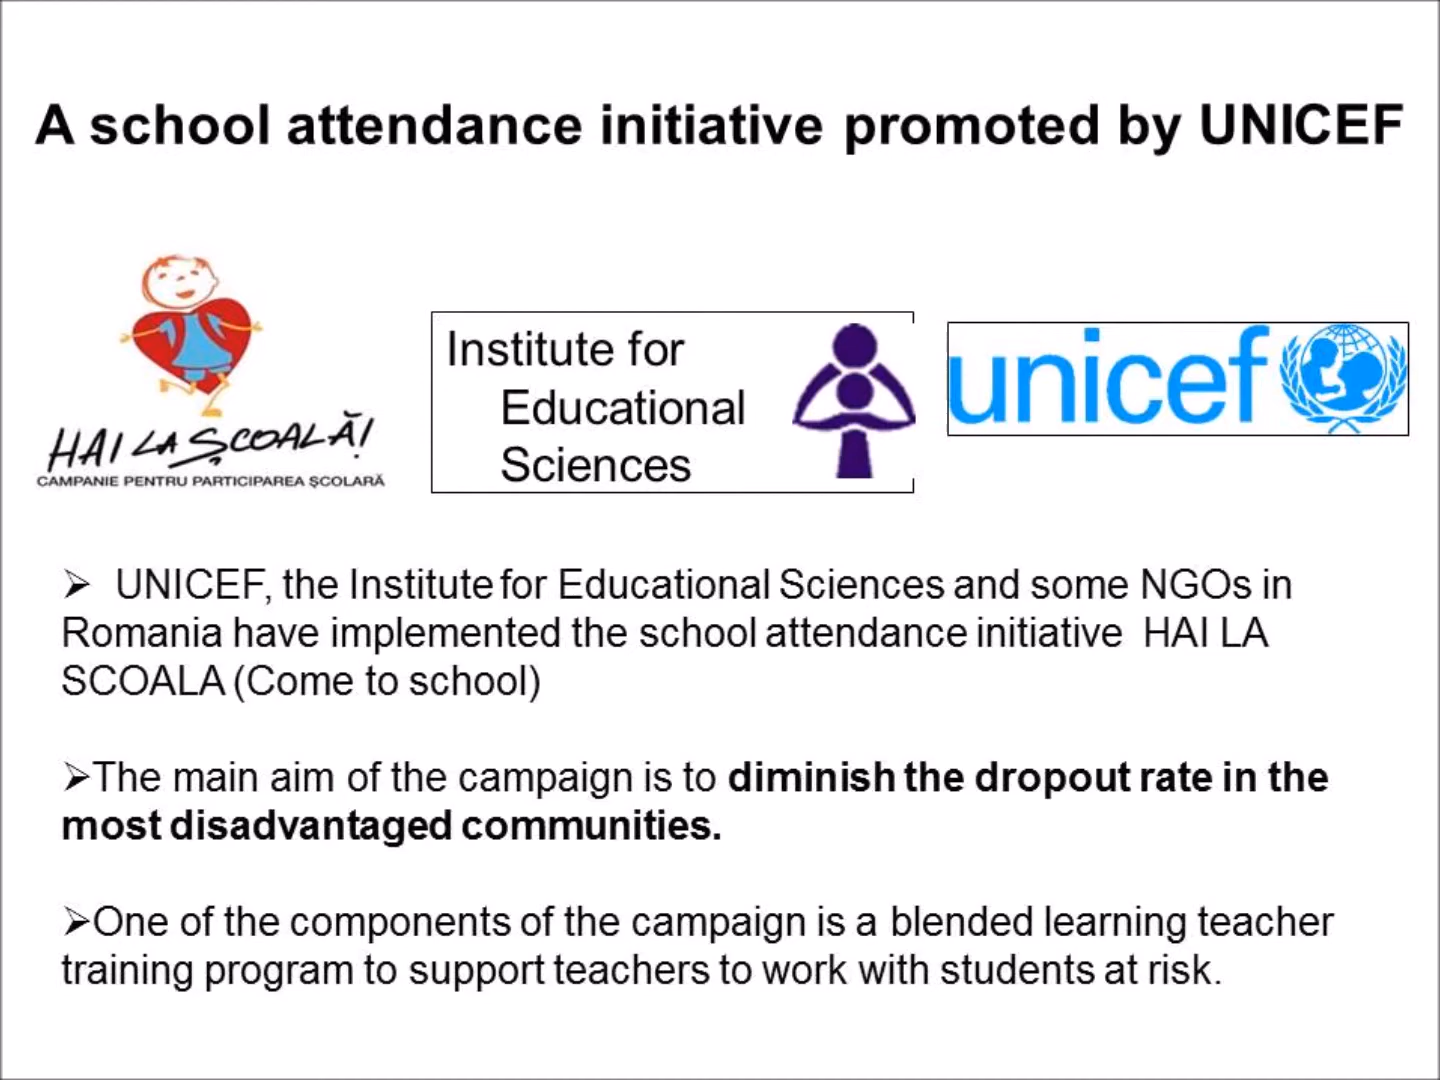 A school attendance initiative promoted by UNICEF
HAI LA ȘCOALĂ!
CAMPANIE PENTRU PARTICIPAREA ȘCOLARĂ
Institute for
Educational
Sciences
unicef
➢ UNICEF, the Institute for Educational Sciences and some NGOs in
Romania have implemented the school attendance initiative HAI LA
SCOALA (Come to school)
➢The main aim of the campaign is to diminish the dropout rate in the
most disadvantaged communities.
➢One of the components of the campaign is a blended learning teacher
training program to support teachers to work with students at risk.